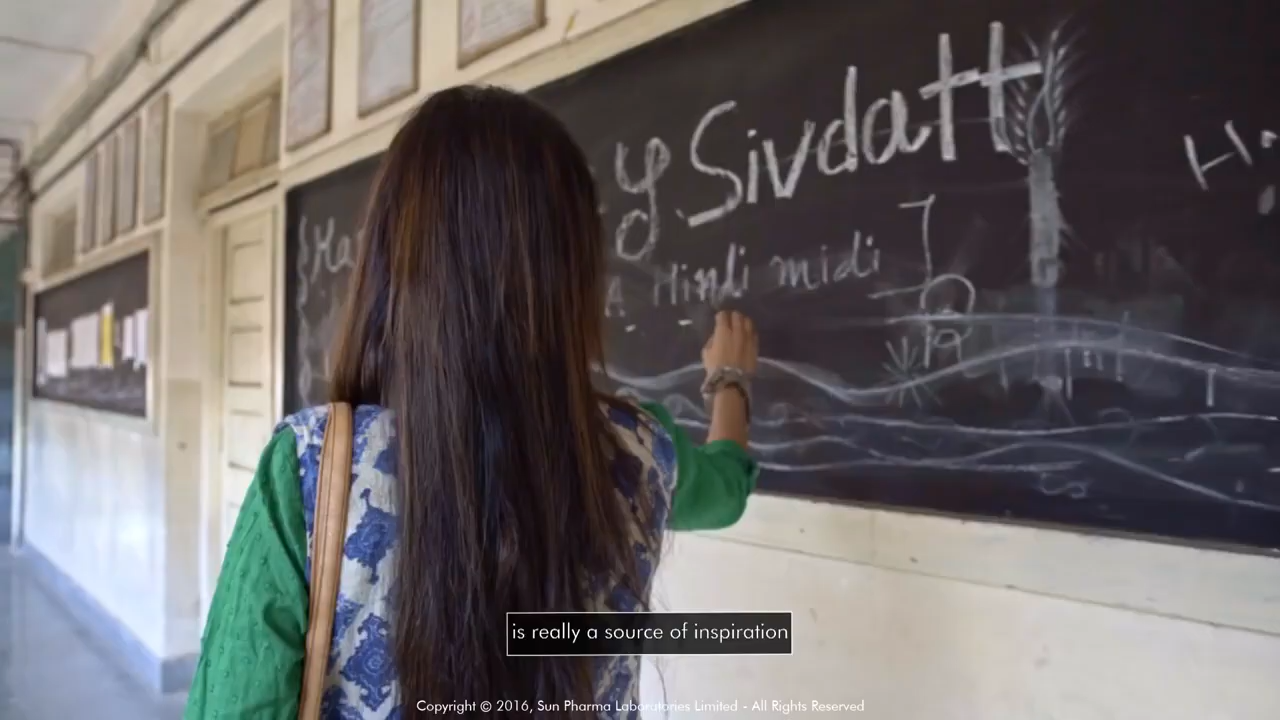 y Sivdatt
Hindi midi
is really a source of inspiration
Copyright © 2016, Sun Pharma Laboratories Limited - All Rights Reserved